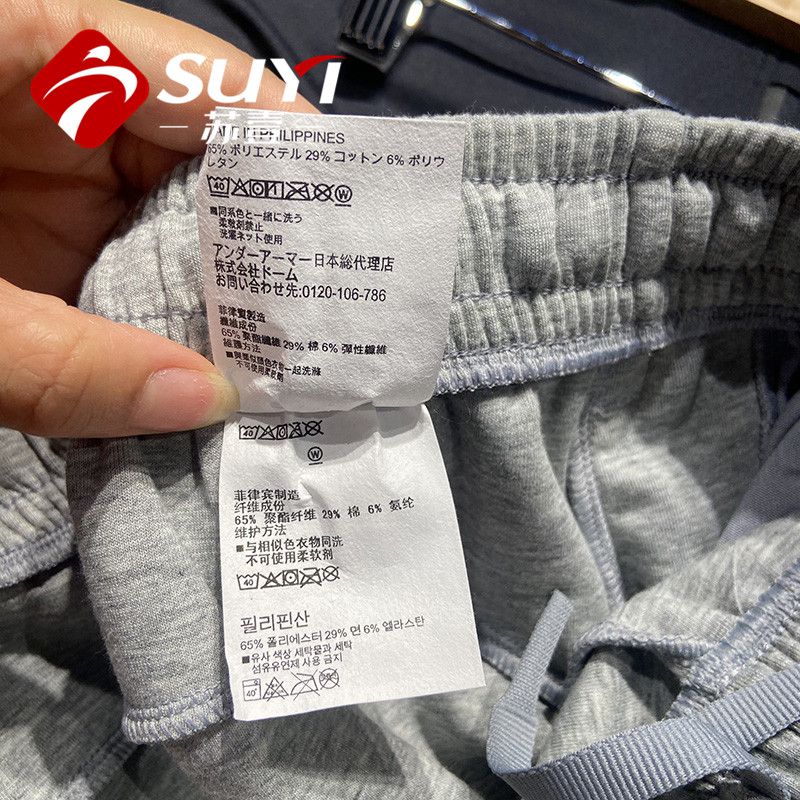 SUYI
IN PHILIPPINES
65% ポリエステル 29% コットン 6% ポリウ
レタン
40 W
■同系色と一緒に洗う
柔軟剤禁止
洗濯ネット使用
アンダーアーマー日本総代理店
株式会社ドーム
お問い合わせ先:0120-106-786
菲律賓製造
纖維成份
65% 聚酯纖維 29% 棉 6% 彈性纖維
維護方法
■與類似顏色衣物一起洗滌
不可使用柔軟劑
40
W
菲律宾制造
纤维成份
65% 聚酯纤维 29% 棉 6% 氨纶
维护方法
■与相似色衣物同洗
不可使用柔软剂
40
필리핀산
65% 폴리에스터 29% 면 6% 엘라스탄
■유사 색상 세탁물과 세탁
섬유유연제 사용 금지
40°